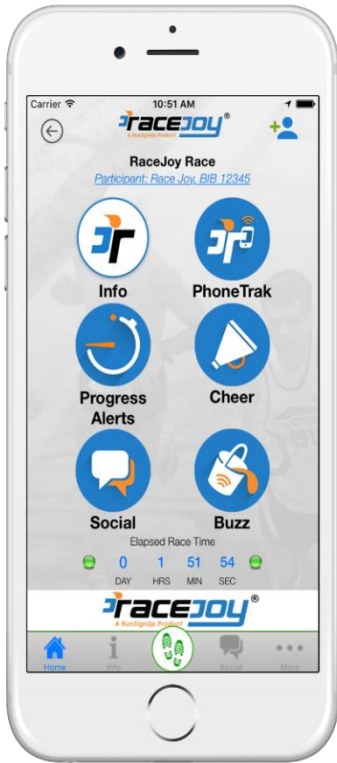 Carrier 10:51 AM
racejoy®
A RunSignUp Product
RaceJoy Race
Participant: Race Joy, BIB 12345
Info PhoneTrak
Progress Alerts Cheer
Social Buzz
Elapsed Race Time
0 1 51 54
DAY HRS MIN SEC
racejoy®
A RunSignUp Product
Home Info Social More